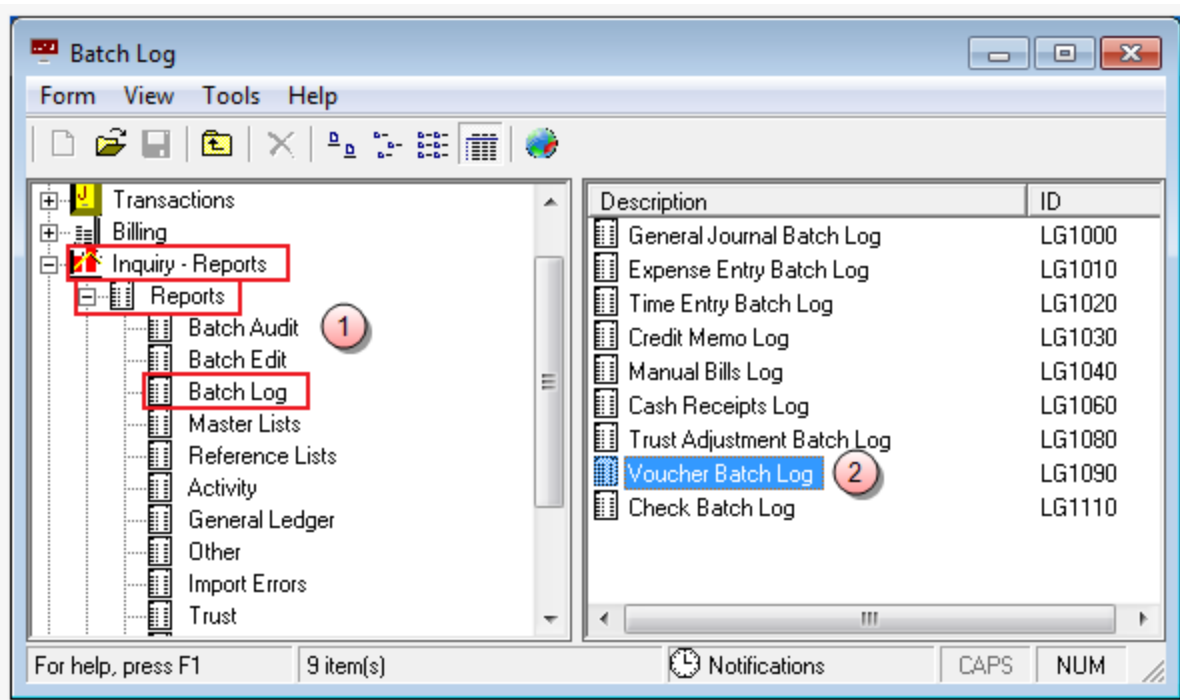 Batch Log
Form View Tools Help
Transactions
Billing
Inquiry - Reports
Reports
Batch Audit 1
Batch Edit
Batch Log
Master Lists
Reference Lists
Activity
General Ledger
Other
Import Errors
Trust
Description ID
General Journal Batch Log LG1000
Expense Entry Batch Log LG1010
Time Entry Batch Log LG1020
Credit Memo Log LG1030
Manual Bills Log LG1040
Cash Receipts Log LG1060
Trust Adjustment Batch Log LG1080
Voucher Batch Log 2 LG1090
Check Batch Log LG1110
For help, press F1 9 item(s) Notifications CAPS NUM